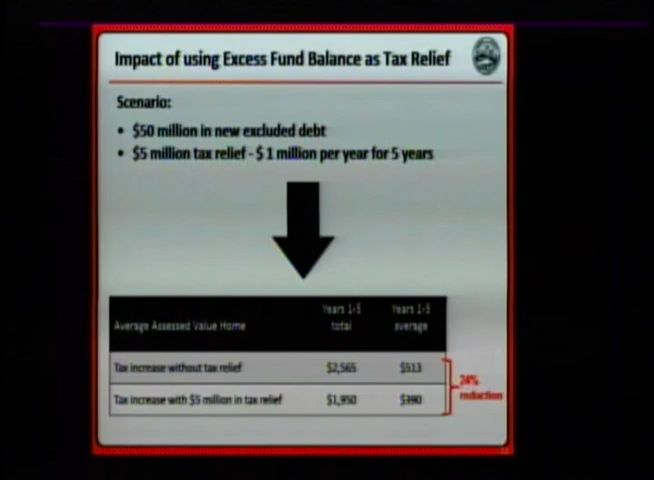 Impact of using Excess Fund Balance as Tax Relief
Scenario:
• $50 million in new excluded debt
• $5 million tax relief - $ 1 million per year for 5 years
Average Assessed Value Home Years 1-5 total Years 1-5 average
Tax increase without tax relief $2,565 $513
Tax increase with $5 million in tax relief $1,950 $390
24% reduction